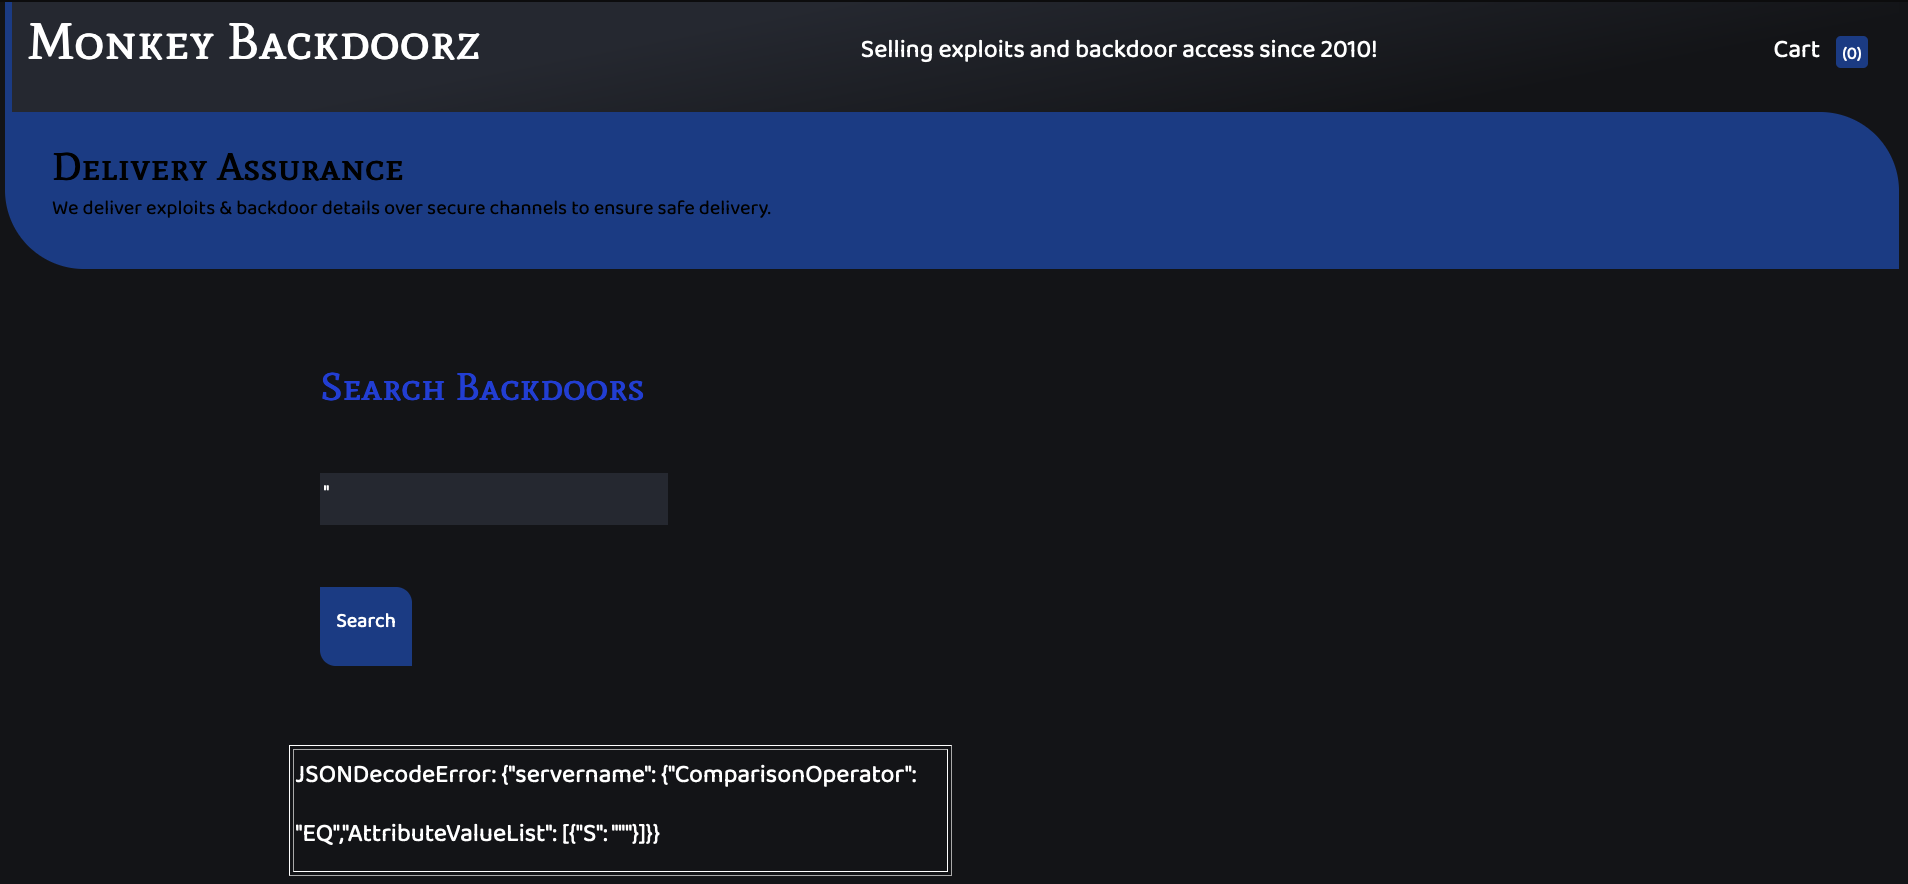 Monkey Backdoorz
Selling exploits and backdoor access since 2010!
Cart (0)
Delivery Assurance
We deliver exploits & backdoor details over secure channels to ensure safe delivery.
Search Backdoors
"
Search
JSONDecodeError: {"servername": {"ComparisonOperator":
"EQ","AttributeValueList": [{"S": """}]}}